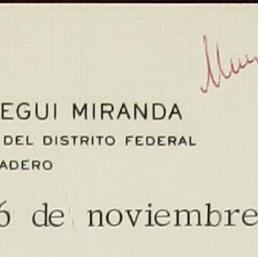 EGUI MIRANDA
DEL DISTRITO FEDERAL
ADERO
6 de noviembre